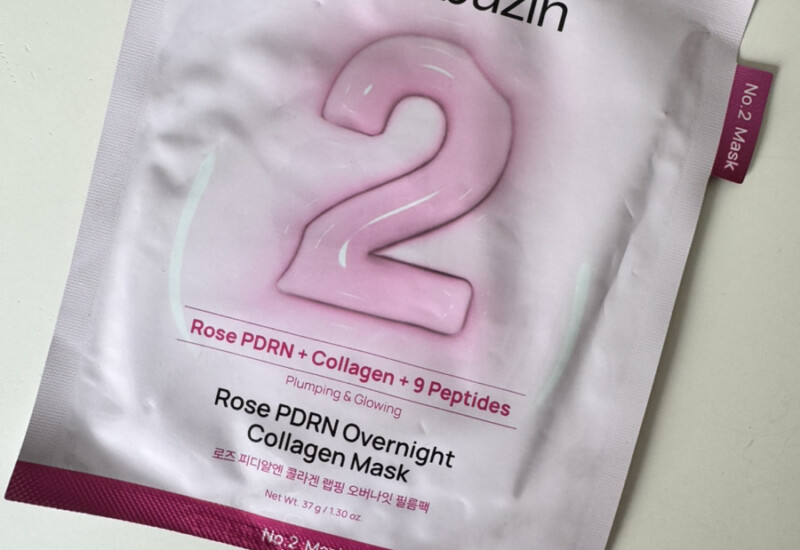 2
No.2 Mask
Rose PDRN + Collagen + 9 Peptides
Plumping & Glowing
Rose PDRN Overnight
Collagen Mask
로즈 피디알엔 콜라겐 랩핑 오버나잇 필름팩
Net Wt. 37 g / 1.30 oz.
No.2